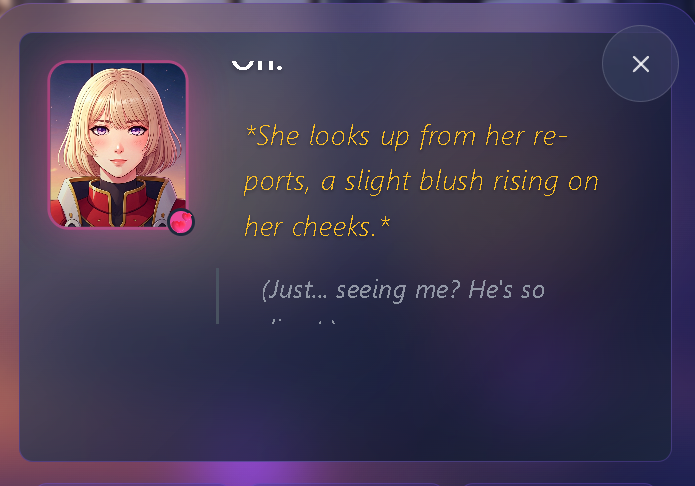 *She looks up from her re-
ports, a slight blush rising on
her cheeks.*
(Just... seeing me? He's so